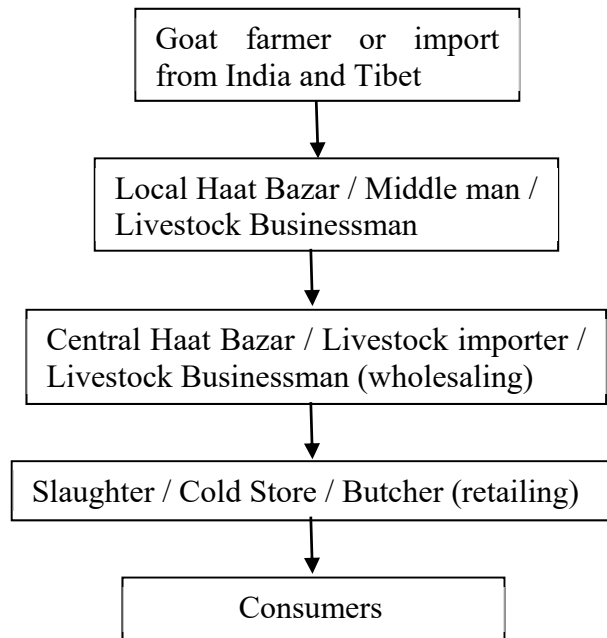 Goat farmer or import
from India and Tibet
Local Haat Bazar / Middle man /
Livestock Businessman
Central Haat Bazar / Livestock importer /
Livestock Businessman (wholesaling)
Slaughter / Cold Store / Butcher (retailing)
Consumers